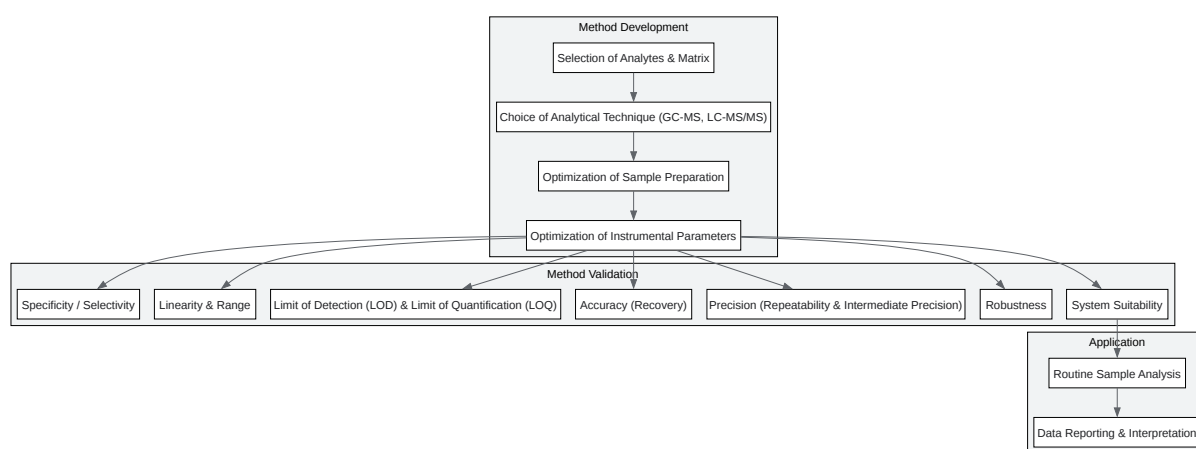 Method Development
Selection of Analytes & Matrix
Choice of Analytical Technique (GC-MS, LC-MS/MS)
Optimization of Sample Preparation
Optimization of Instrumental Parameters
Method Validation
Specificity / Selectivity
Linearity & Range
Limit of Detection (LOD) & Limit of Quantification (LOQ)
Accuracy (Recovery)
Precision (Repeatability & Intermediate Precision)
Robustness
System Suitability
Application
Routine Sample Analysis
Data Reporting & Interpretation